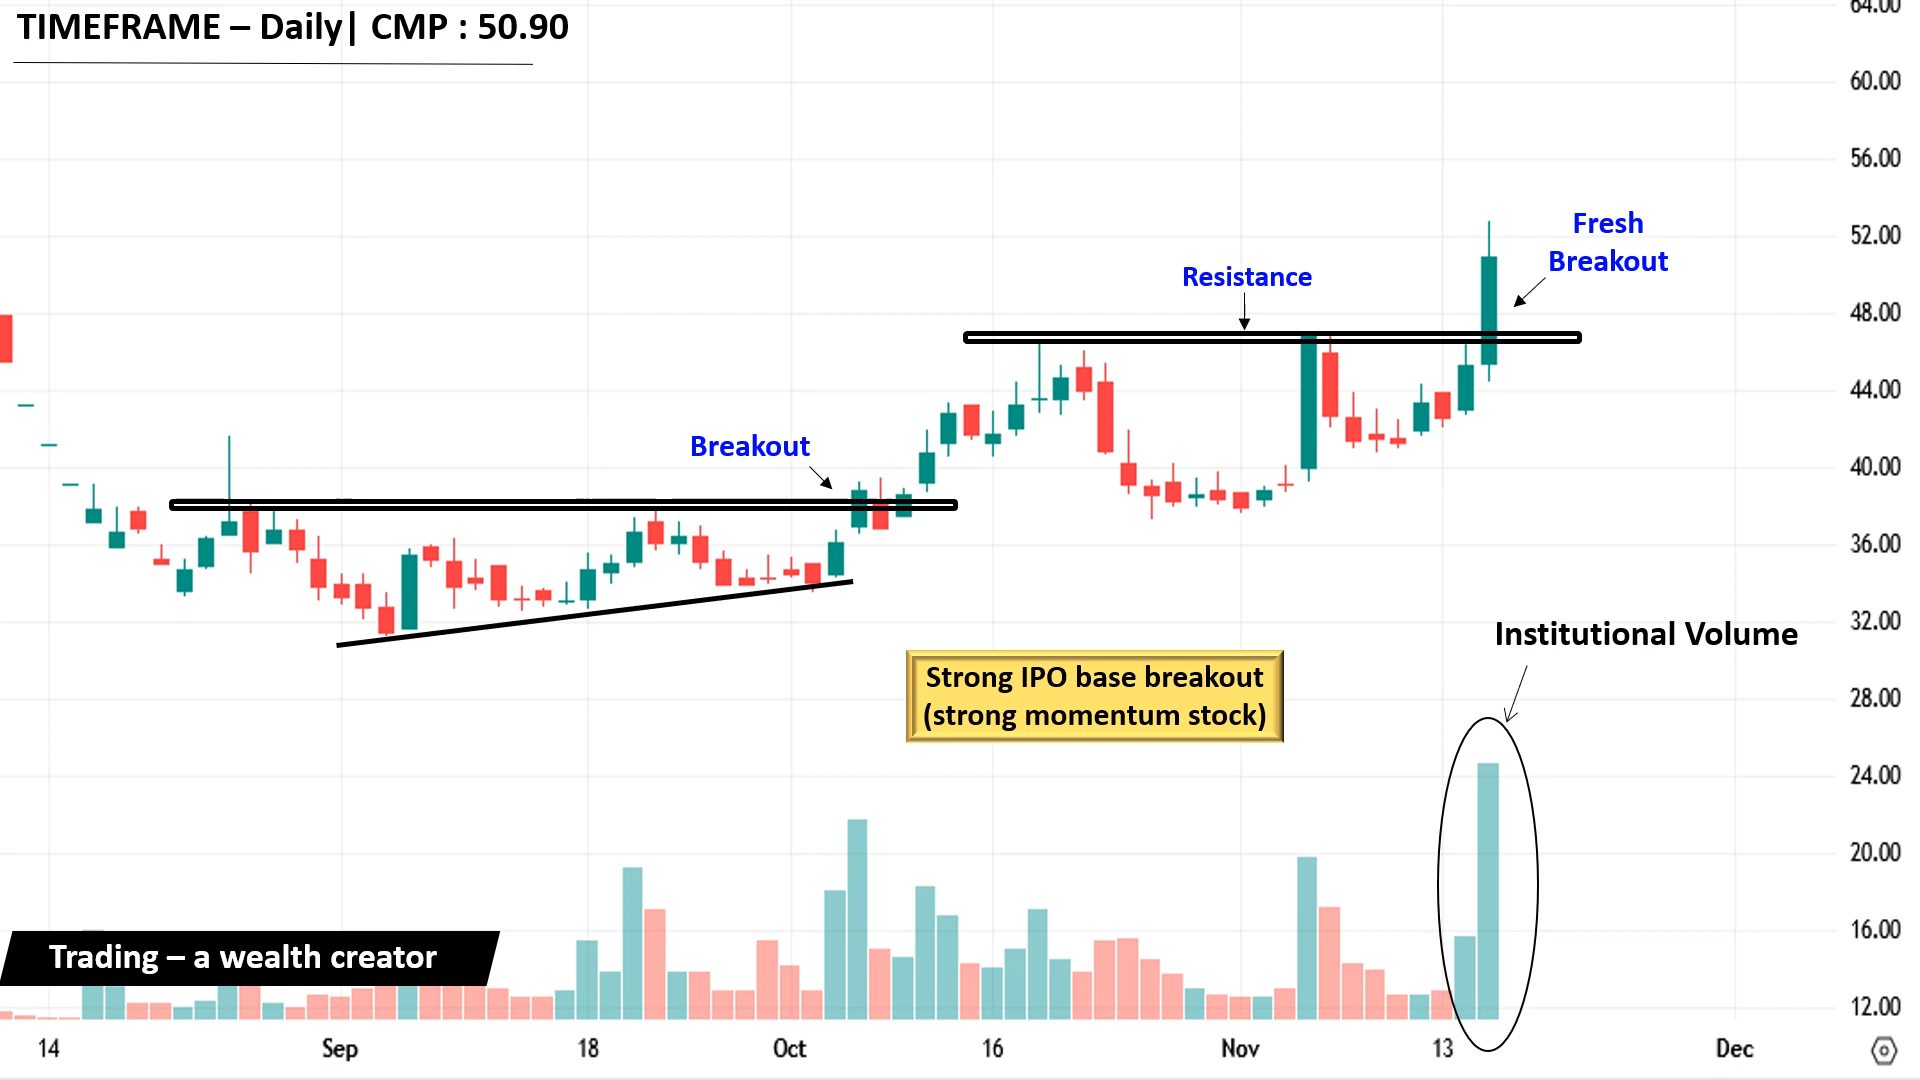 TIMEFRAME – Daily| CMP : 50.90
64.00
60.00
56.00
52.00
48.00
44.00
40.00
36.00
32.00
28.00
24.00
20.00
16.00
12.00
Fresh
Breakout
Resistance
Breakout
Institutional Volume
Strong IPO base breakout
(strong momentum stock)
Trading – a wealth creator
14 Sep 18 Oct 16 Nov 13 Dec